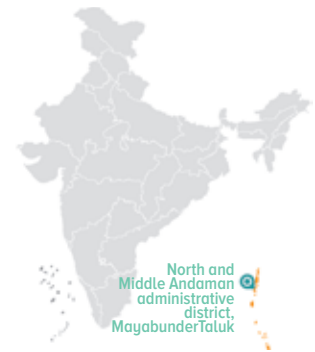 North and
Middle Andaman
administrative
district,
MayabunderTaluk